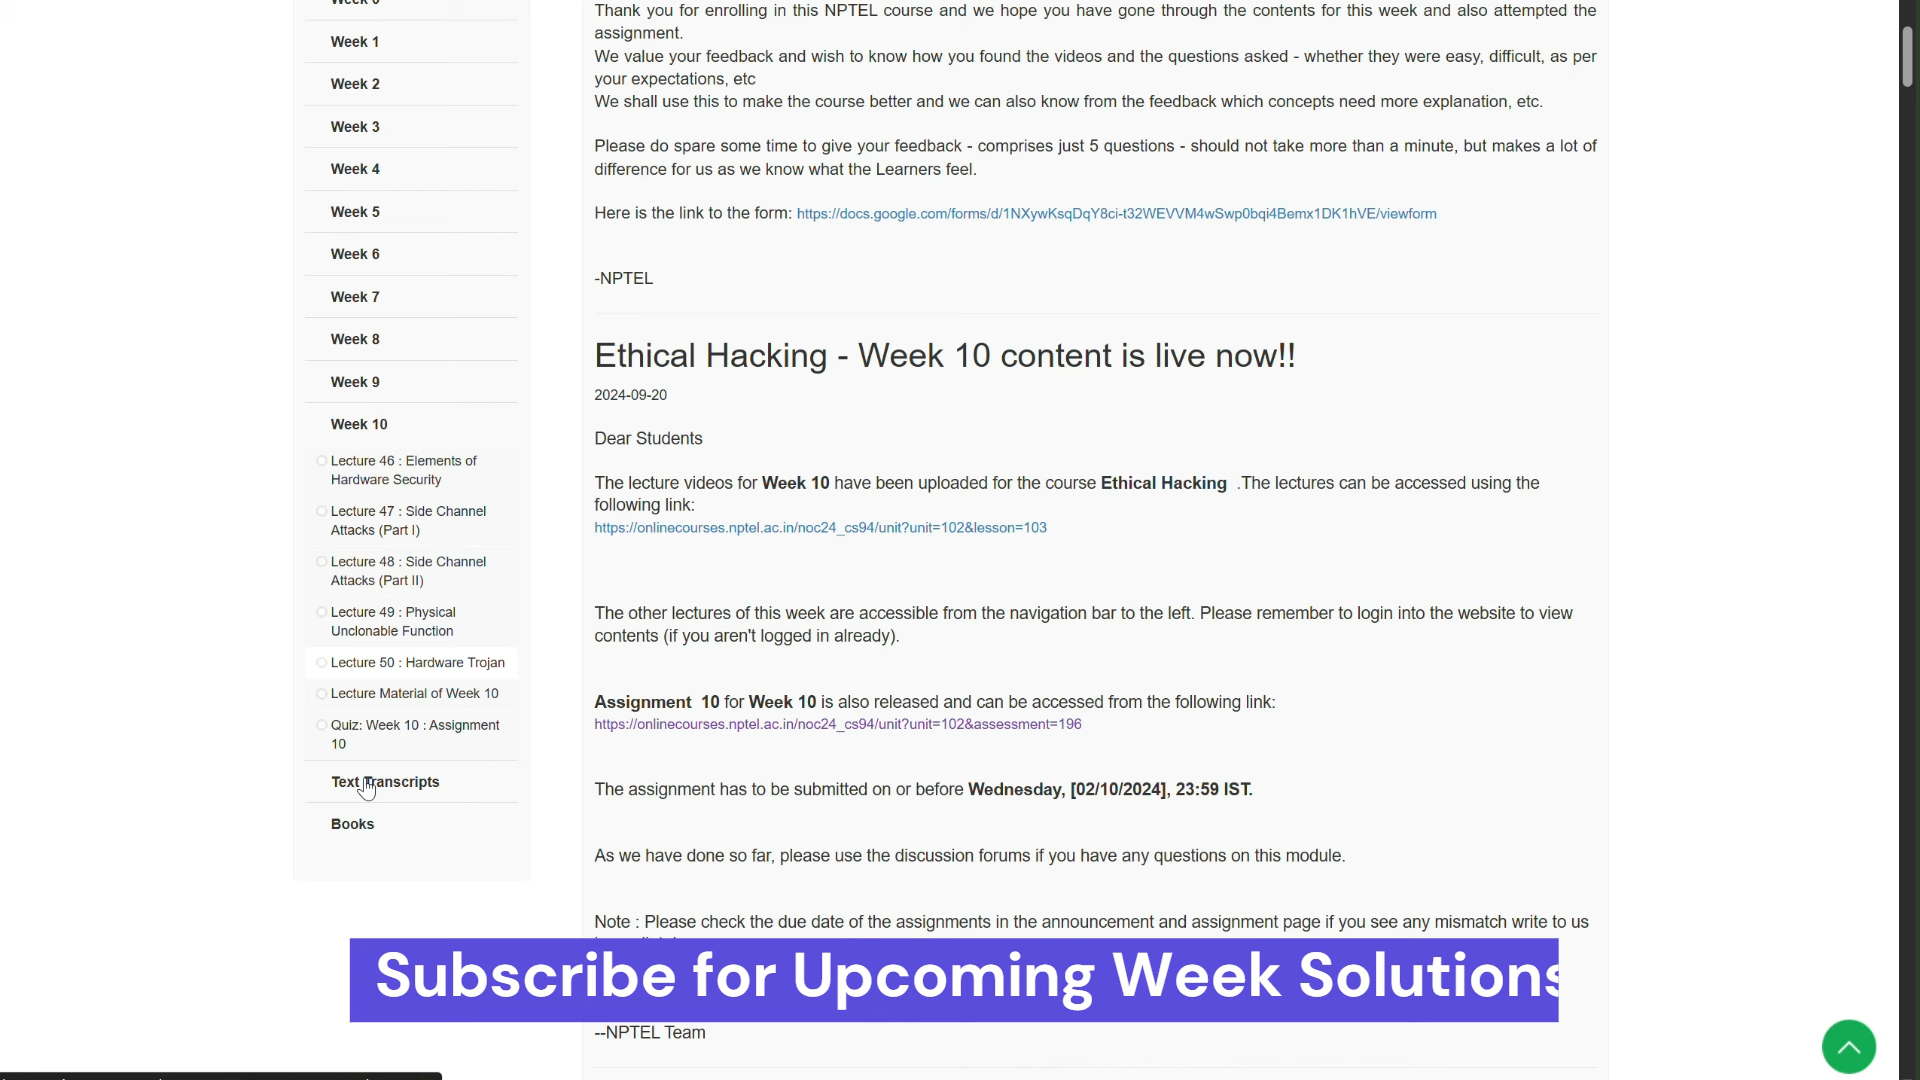 Week 0
Week 1
Week 2
Week 3
Week 4
Week 5
Week 6
Week 7
Week 8
Week 9
Week 10
Lecture 46 : Elements of
Hardware Security
Lecture 47 : Side Channel
Attacks (Part I)
Lecture 48 : Side Channel
Attacks (Part II)
Lecture 49 : Physical
Unclonable Function
Lecture 50 : Hardware Trojan
Lecture Material of Week 10
Quiz: Week 10 : Assignment
10
Text Transcripts
Books
Thank you for enrolling in this NPTEL course and we hope you have gone through the contents for this week and also attempted the
assignment.
We value your feedback and wish to know how you found the videos and the questions asked - whether they were easy, difficult, as per
your expectations, etc
We shall use this to make the course better and we can also know from the feedback which concepts need more explanation, etc.
Please do spare some time to give your feedback - comprises just 5 questions - should not take more than a minute, but makes a lot of
difference for us as we know what the Learners feel.
Here is the link to the form: https://docs.google.com/forms/d/1NXywKsqDqY8ci-t32WEVVM4wSwp0bqi4Bemx1DK1hVE/viewform
-NPTEL
Ethical Hacking - Week 10 content is live now!!
2024-09-20
Dear Students
The lecture videos for Week 10 have been uploaded for the course Ethical Hacking .The lectures can be accessed using the
following link:
https://onlinecourses.nptel.ac.in/noc24_cs94/unit?unit=102&lesson=103
The other lectures of this week are accessible from the navigation bar to the left. Please remember to login into the website to view
contents (if you aren't logged in already).
Assignment 10 for Week 10 is also released and can be accessed from the following link:
https://onlinecourses.nptel.ac.in/noc24_cs94/unit?unit=102&assessment=196
The assignment has to be submitted on or before Wednesday, [02/10/2024], 23:59 IST.
As we have done so far, please use the discussion forums if you have any questions on this module.
Note : Please check the due date of the assignments in the announcement and assignment page if you see any mismatch write to us
Subscribe for Upcoming Week Solutions
--NPTEL Team